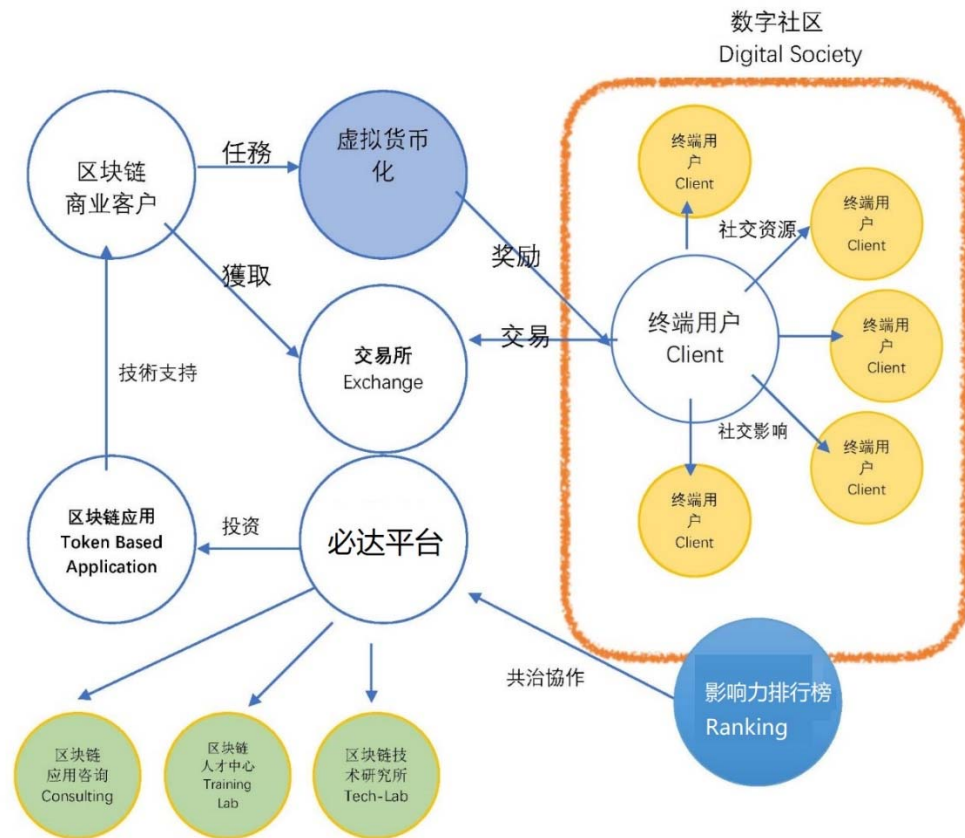 数字社区
Digital Society
区块链
商业客户
任務
虚拟货币
化
终端用
户
Client
社交资源
终端用
户
Client
獲取
奖励
终端用户
Client
终端用
户
Client
交易所
Exchange
交易
技術支持
社交影响
终端用
户
Client
终端用
户
Client
区块链应用
Token Based
Application
投资
必达平台
共治協作
影响力排行榜
Ranking
区块链
应用咨询
Consulting
区块链
人才中心
Training
Lab
区块链技
术研究所
Tech-Lab